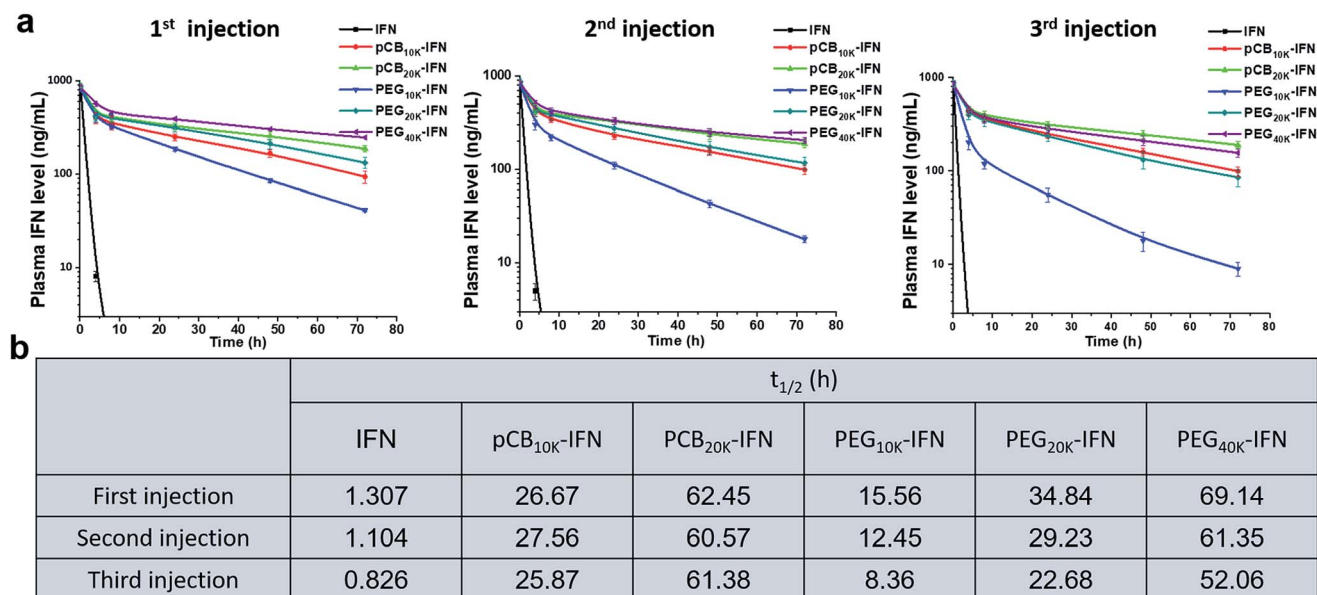 a
1st injection
IFN
pCB10K-IFN
pCB20K-IFN
PEG10K-IFN
PEG20K-IFN
PEG40K-IFN
Plasma IFN level (ng/mL)
1000
100
10
0 10 20 30 40 50 60 70 80
Time (h)
2nd injection
IFN
pCB10K-IFN
pCB20K-IFN
PEG10K-IFN
PEG20K-IFN
PEG40K-IFN
Plasma IFN level (ng/mL)
1000
100
10
0 10 20 30 40 50 60 70 80
Time (h)
3rd injection
IFN
pCB10K-IFN
pCB20K-IFN
PEG10K-IFN
PEG20K-IFN
PEG40K-IFN
Plasma IFN level (ng/mL)
1000
100
10
0 10 20 30 40 50 60 70 80
Time (h)
b
t1/2 (h)
IFN pCB10K-IFN PCB20K-IFN PEG10K-IFN PEG20K-IFN PEG40K-IFN
First injection 1.307 26.67 62.45 15.56 34.84 69.14
Second injection 1.104 27.56 60.57 12.45 29.23 61.35
Third injection 0.826 25.87 61.38 8.36 22.68 52.06